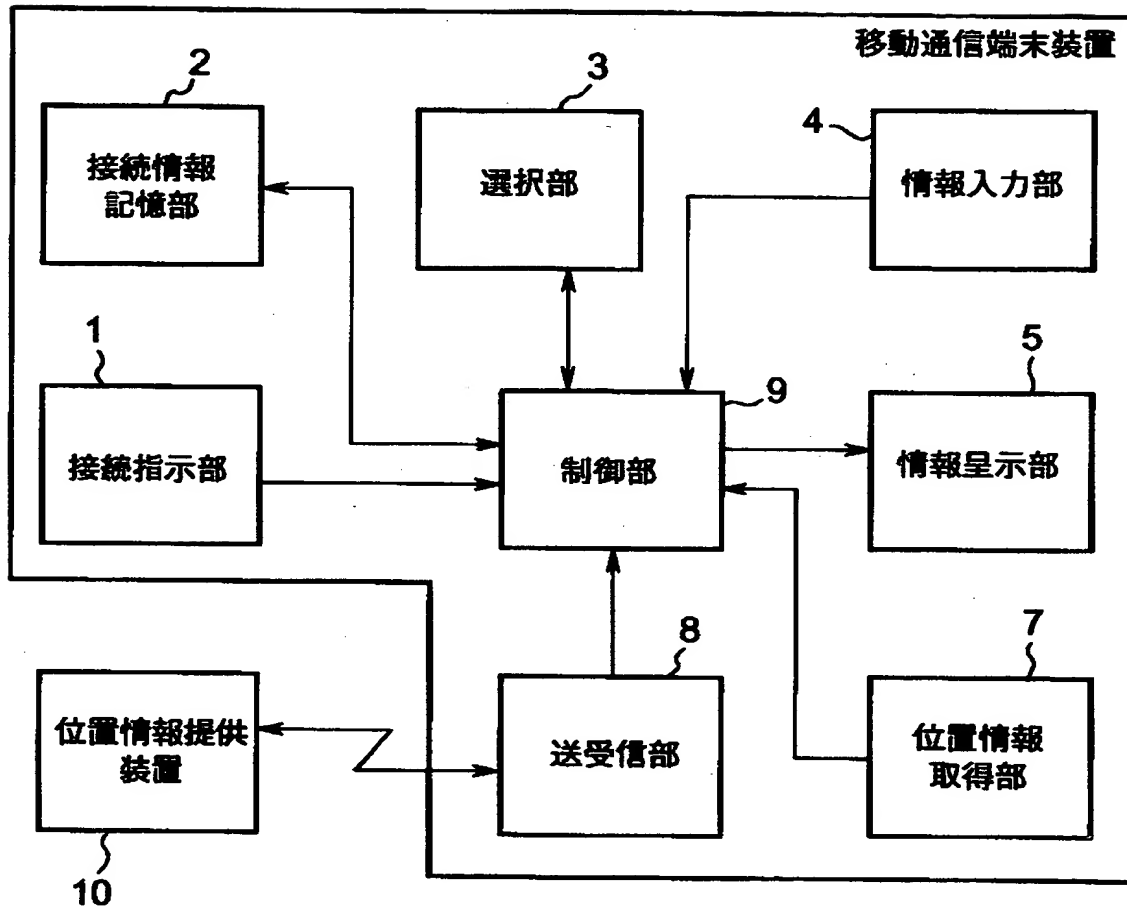 移動通信端末装置
2
3
4
接続情報
記憶部
選択部
情報入力部
1
9
5
接続指示部
制御部
情報呈示部
8
7
位置情報提供
装置
送受信部
位置情報
取得部
10